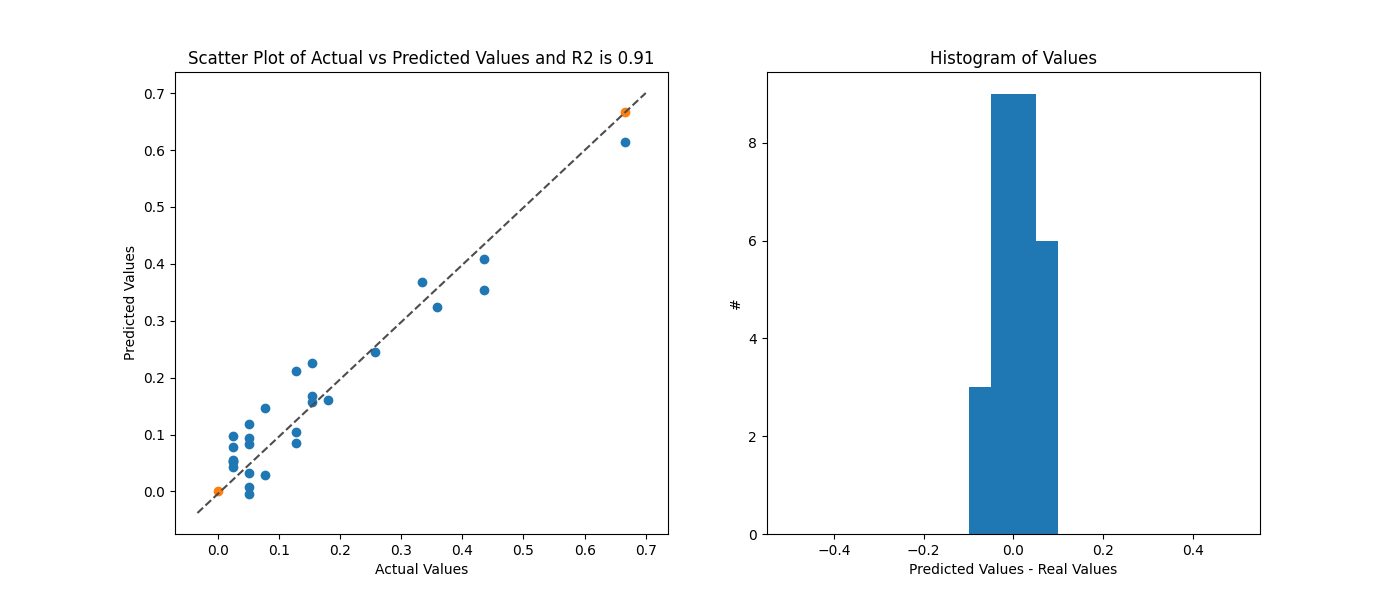 Scatter Plot of Actual vs Predicted Values and R2 is 0.91
0.7
0.6
0.5
0.4
0.3
0.2
0.1
0.0
Predicted Values
0.0 0.1 0.2 0.3 0.4 0.5 0.6 0.7
Actual Values
Histogram of Values
8
6
4
2
0
#
−0.4 −0.2 0.0 0.2 0.4
Predicted Values - Real Values